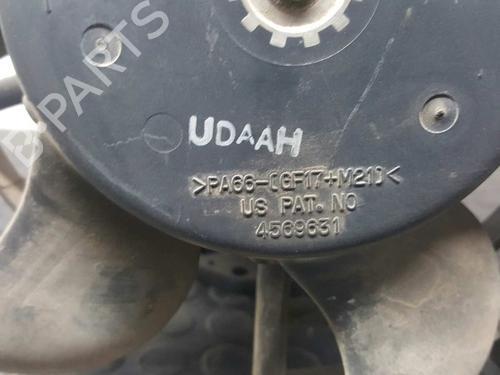 B-PARTS
UDAAH
>PA66-(GF17+M21)<
US PAT. NO
4569631